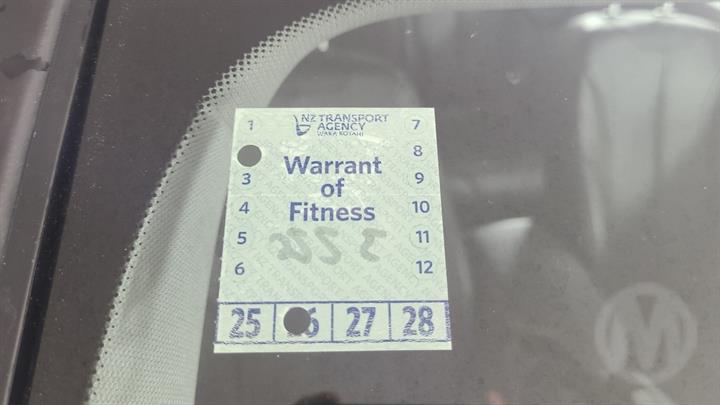 NZ TRANSPORT
AGENCY
WAKA KOTAHI
1 7
8
Warrant
of
Fitness
3 9
4 10
5 11
6 12
25 6 27 28
M